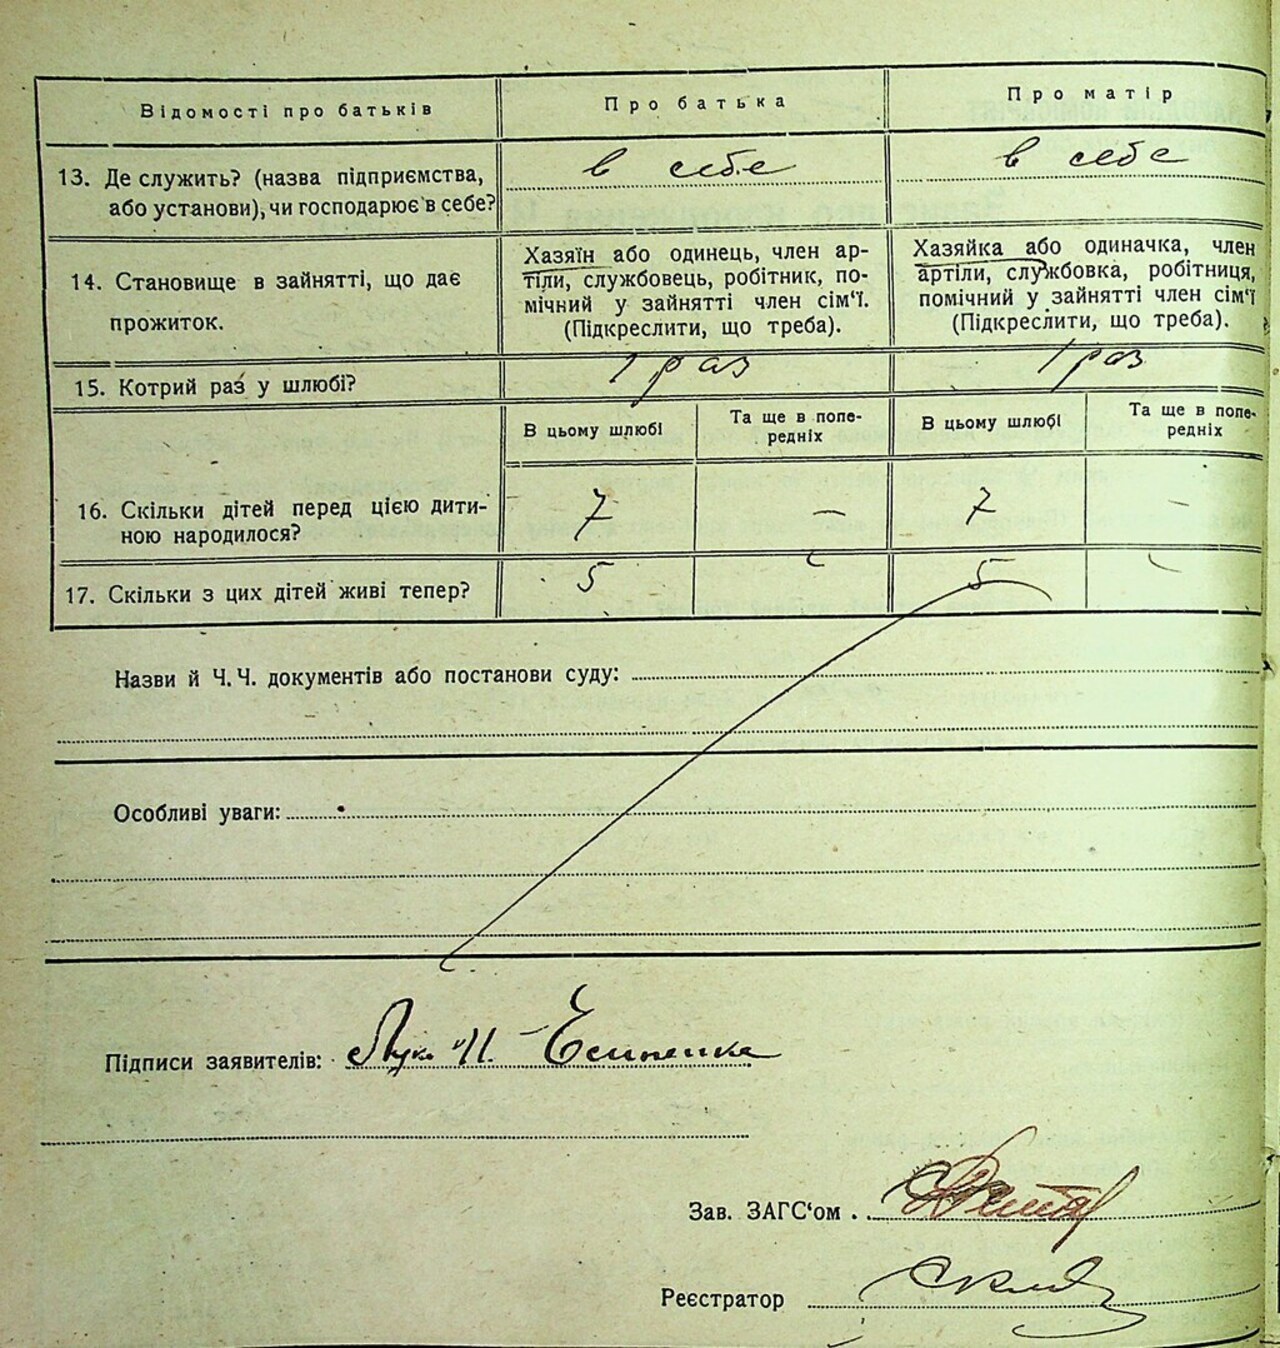 Відомості про батьків
Про батька
Про матір
13. Де служить? (назва підприємства,
або установи), чи господарює в себе?
в себе
в себе
14. Становище в зайнятті, що дає
прожиток.
Хазяїн або одинець, член ар-
тіли, службовець, робітник, по-
мічний у зайнятті член сім‘ї.
(Підкреслити, що треба).
Хазяйка або одиначка, член
артіли, службовка, робітниця,
помічний у зайнятті член сім‘ї
(Підкреслити, що треба).
15. Котрий раз у шлюбі?
1 раз
1 раз
В цьому шлюбі
Та ще в попе-
редніх
В цьому шлюбі
Та ще в попе-
редніх
16. Скільки дітей перед цією дити-
ною народилося?
7
—
7
—
17. Скільки з цих дітей живі тепер?
5
5
Назви й Ч. Ч. документів або постанови суду:
Особливі уваги:
Підписи заявителів:
Зав. ЗАГС‘ом
Реєстратор